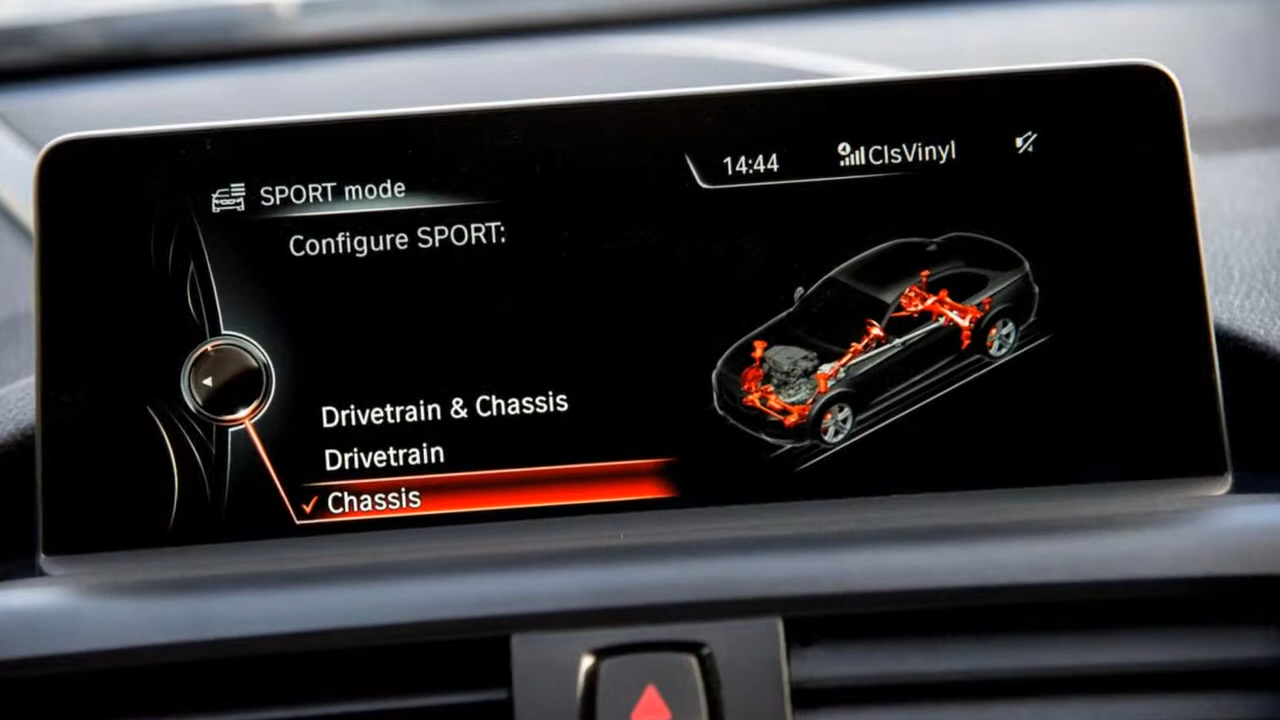 SPORT mode
14:44
ClsVinyl
Configure SPORT:
Drivetrain & Chassis
Drivetrain
Chassis